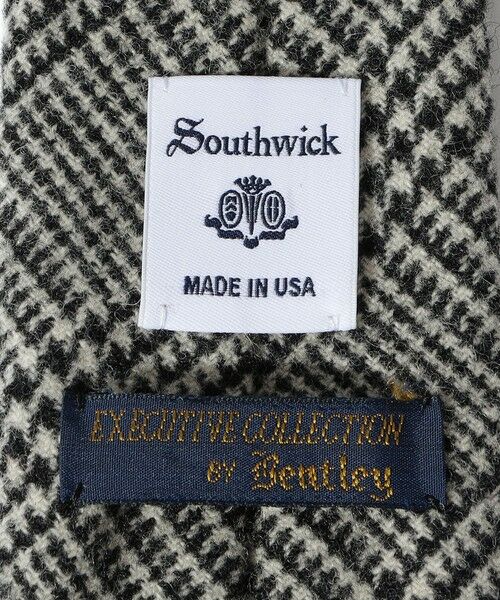 Southwick
MADE IN USA
EXECUTIVE COLLECTION
BY Bentley